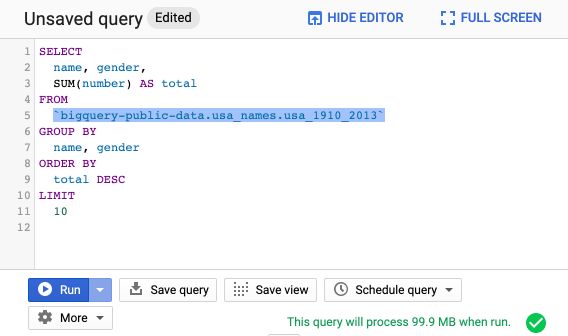 Unsaved query Edited HIDE EDITOR FULL SCREEN
1 SELECT
2 name, gender,
3 SUM(number) AS total
4 FROM
5 `bigquery-public-data.usa_names.usa_1910_2013`
6 GROUP BY
7 name, gender
8 ORDER BY
9 total DESC
10 LIMIT
11 10
12
Run Save query Save view Schedule query
More This query will process 99.9 MB when run.